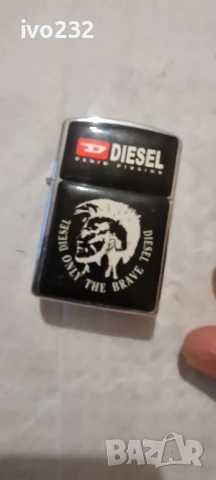 ivo232
DIESEL
DENIM DIVISION
DIESEL ONLY THE BRAVE DIESEL
BAZAR